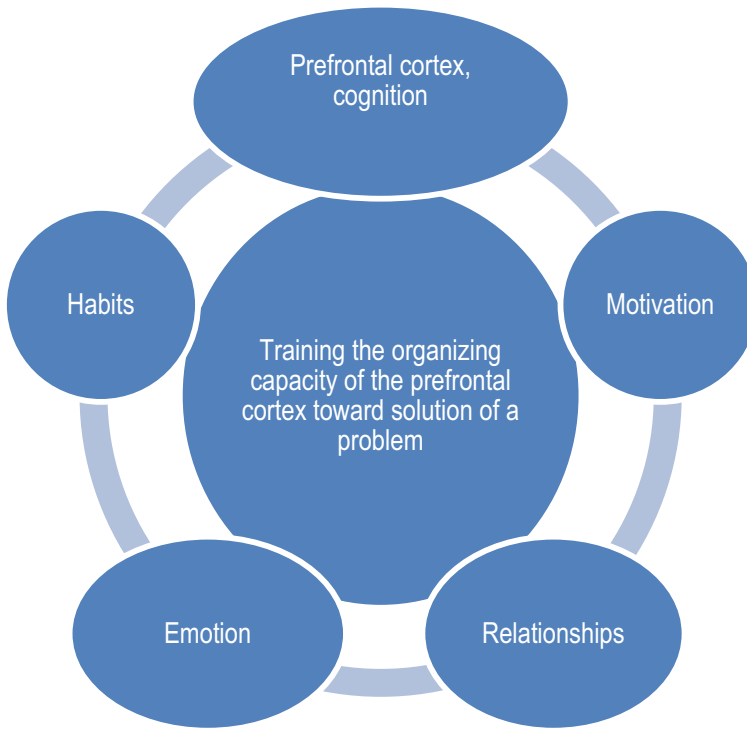 Prefrontal cortex,
cognition
Habits
Motivation
Training the organizing
capacity of the prefrontal
cortex toward solution of a
problem
Emotion
Relationships